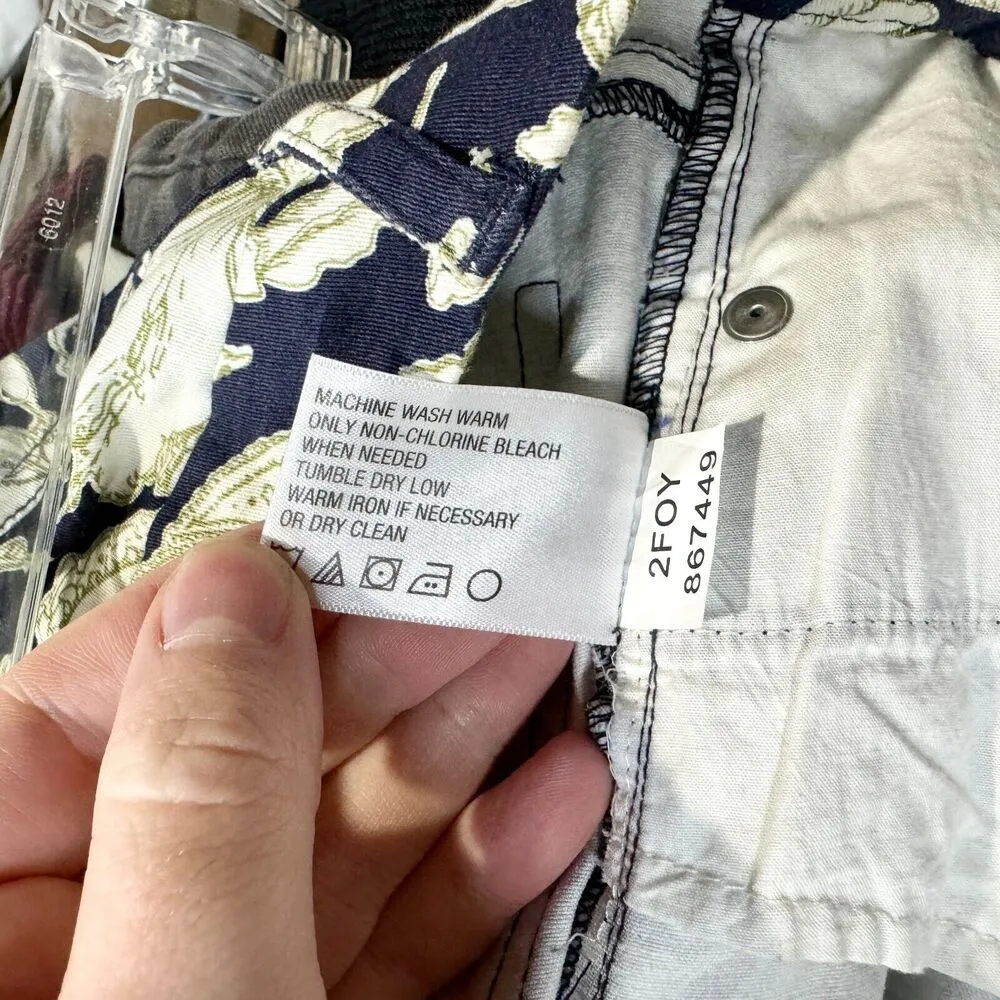 6012
MACHINE WASH WARM
ONLY NON-CHLORINE BLEACH
WHEN NEEDED
TUMBLE DRY LOW
WARM IRON IF NECESSARY
OR DRY CLEAN
2FOY
867449